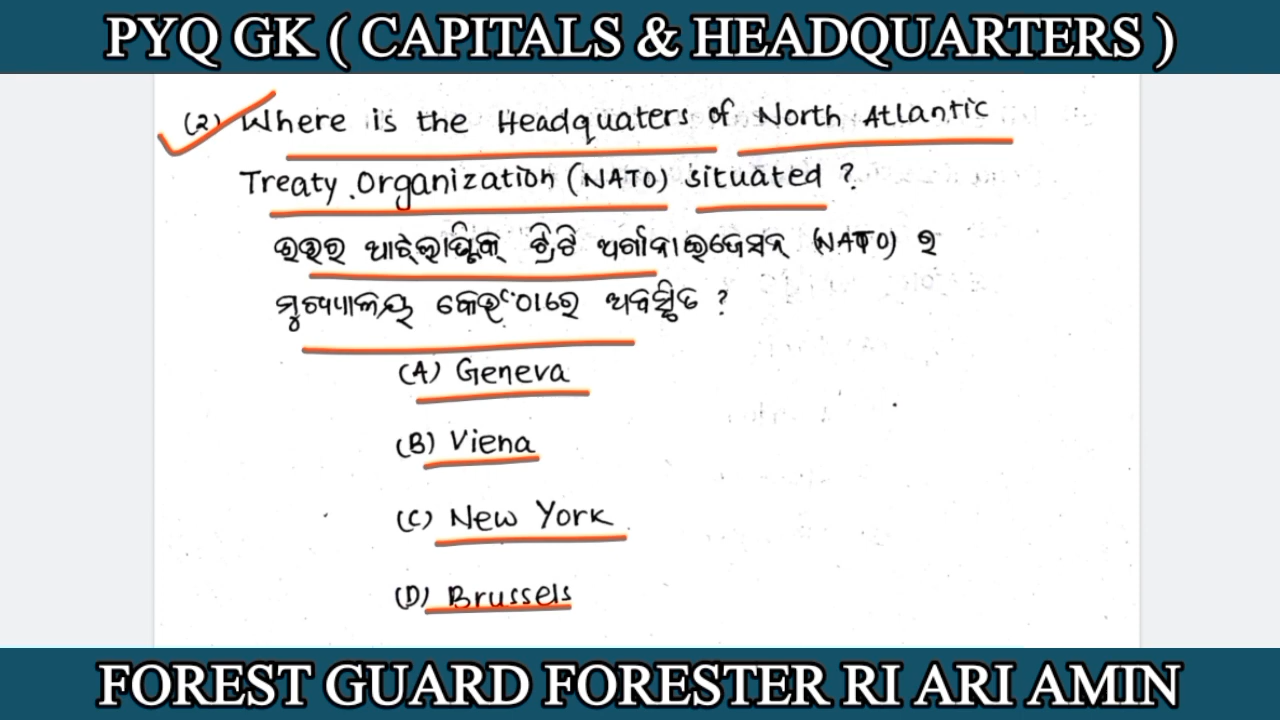 PYQ GK ( CAPITALS & HEADQUARTERS )
(2) Where is the Headquaters of North Atlantic
Treaty Organization (NATO) situated ?
ଉତ୍ତର ଆଟ୍‌ଲାଣ୍ଟିକ୍ ଟ୍ରିଟି ଅର୍ଗାନାଇଜେସନ୍ (NATO) ର
ମୁଖ୍ୟାଳୟ କେଉଁଠାରେ ଅବସ୍ଥିତ ?
(A) Geneva
(B) Viena
(C) New York
(D) Brussels
FOREST GUARD FORESTER RI ARI AMIN